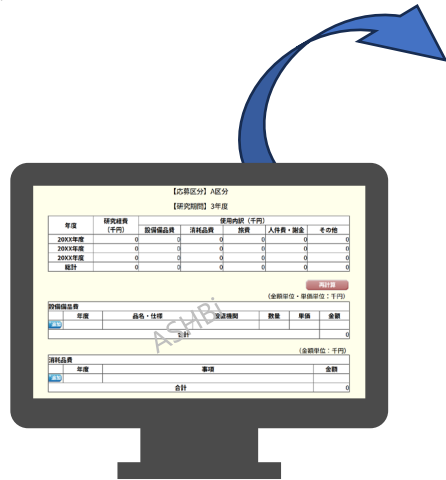 【応募区分】A区分
【研究期間】3年度
年度 研究経費（千円） 使用内訳（千円）
設備備品費 消耗品費 旅費 人件費・謝金 その他
20XX年度 0 0 0 0 0 0
20XX年度 0 0 0 0 0 0
20XX年度 0 0 0 0 0 0
総計 0 0 0 0 0 0
再計算
（金額単位・単価単位：千円）
設備備品費
年度 品名・仕様 設置機関 数量 単価 金額
追加
合計 0
（金額単位：千円）
消耗品費
年度 事項 金額
追加
合計 0
ASHBi